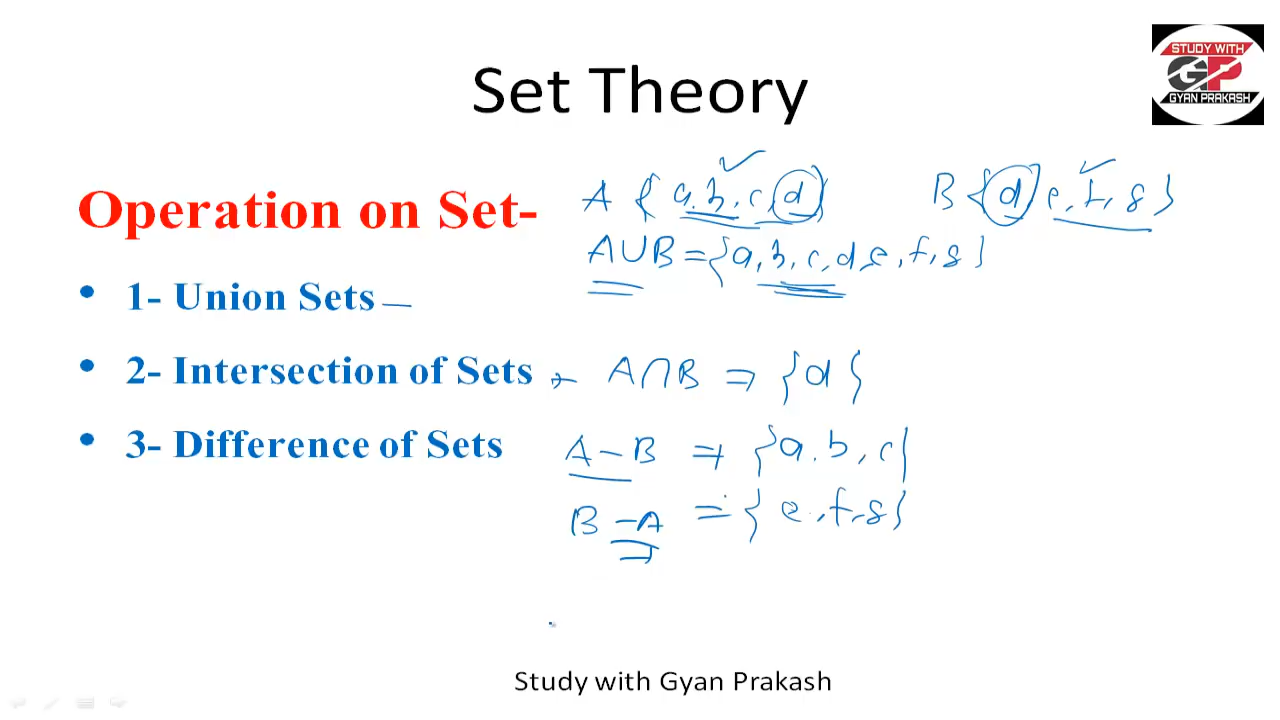 STUDY WITH
GP
GYAN PRAKASH
Set Theory
Operation on Set-
A { a, b, c, d }
B { d, e, f, g }
A∪B = { a, b, c, d, e, f, g }
• 1- Union Sets –
• 2- Intersection of Sets
A∩B ⇒ { d }
• 3- Difference of Sets
A – B ⇒ { a, b, c }
B – A = { e, f, g }
Study with Gyan Prakash